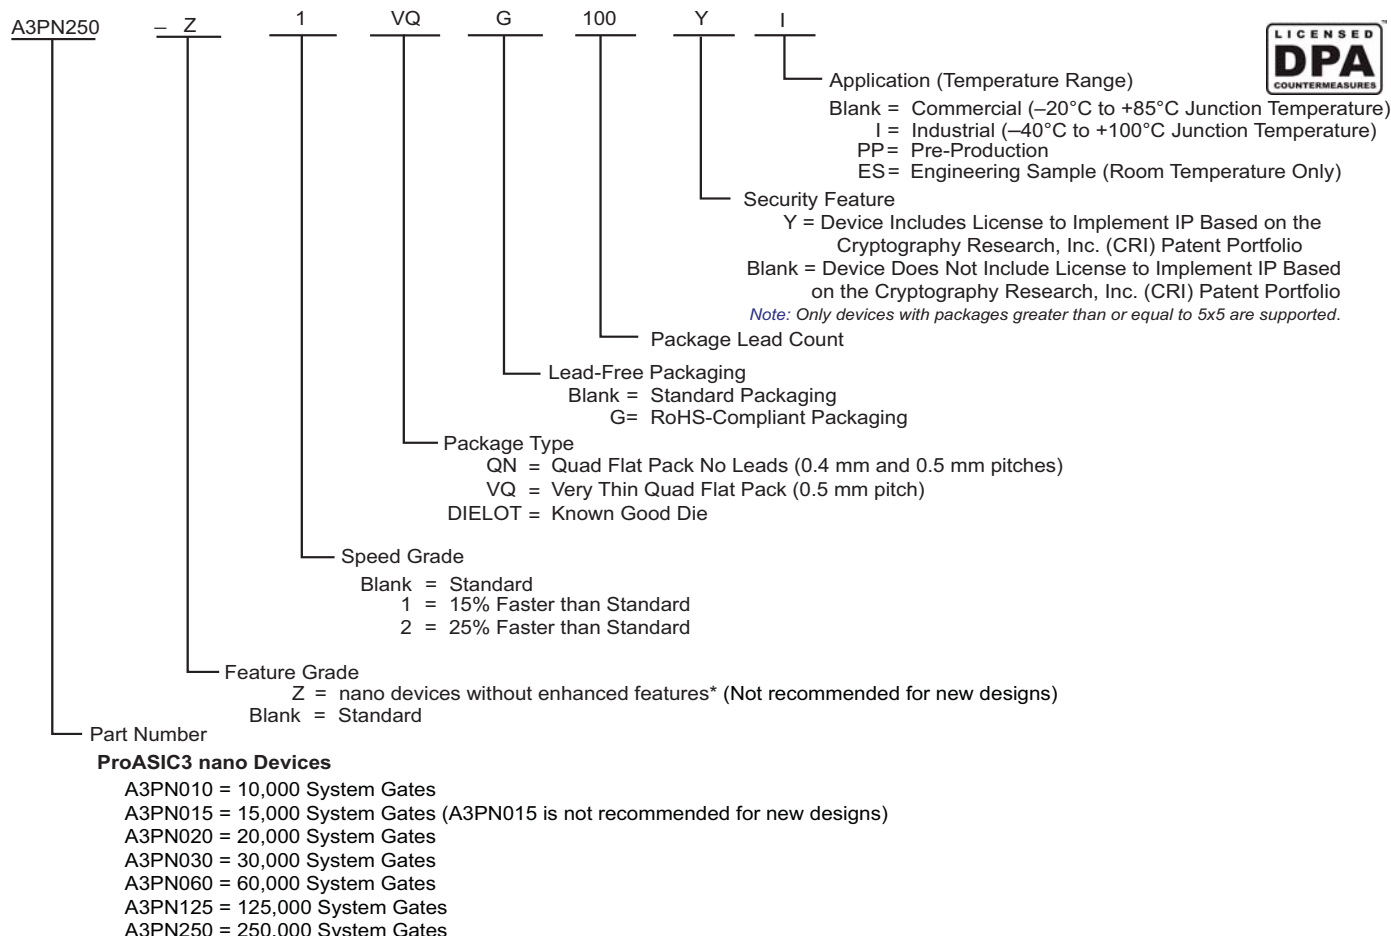 A3PN250 – Z 1 VQ G 100 Y I
LICENSED
DPA
COUNTERMEASURES
™
Application (Temperature Range)
Blank = Commercial (–20°C to +85°C Junction Temperature)
I = Industrial (–40°C to +100°C Junction Temperature)
PP= Pre-Production
ES= Engineering Sample (Room Temperature Only)
Security Feature
Y = Device Includes License to Implement IP Based on the
Cryptography Research, Inc. (CRI) Patent Portfolio
Blank = Device Does Not Include License to Implement IP Based
on the Cryptography Research, Inc. (CRI) Patent Portfolio
Note: Only devices with packages greater than or equal to 5x5 are supported.
Package Lead Count
Lead-Free Packaging
Blank = Standard Packaging
G= RoHS-Compliant Packaging
Package Type
QN = Quad Flat Pack No Leads (0.4 mm and 0.5 mm pitches)
VQ = Very Thin Quad Flat Pack (0.5 mm pitch)
DIELOT = Known Good Die
Speed Grade
Blank = Standard
1 = 15% Faster than Standard
2 = 25% Faster than Standard
Feature Grade
Z = nano devices without enhanced features* (Not recommended for new designs)
Blank = Standard
Part Number
ProASIC3 nano Devices
A3PN010 = 10,000 System Gates
A3PN015 = 15,000 System Gates (A3PN015 is not recommended for new designs)
A3PN020 = 20,000 System Gates
A3PN030 = 30,000 System Gates
A3PN060 = 60,000 System Gates
A3PN125 = 125,000 System Gates
A3PN250 = 250,000 System Gates